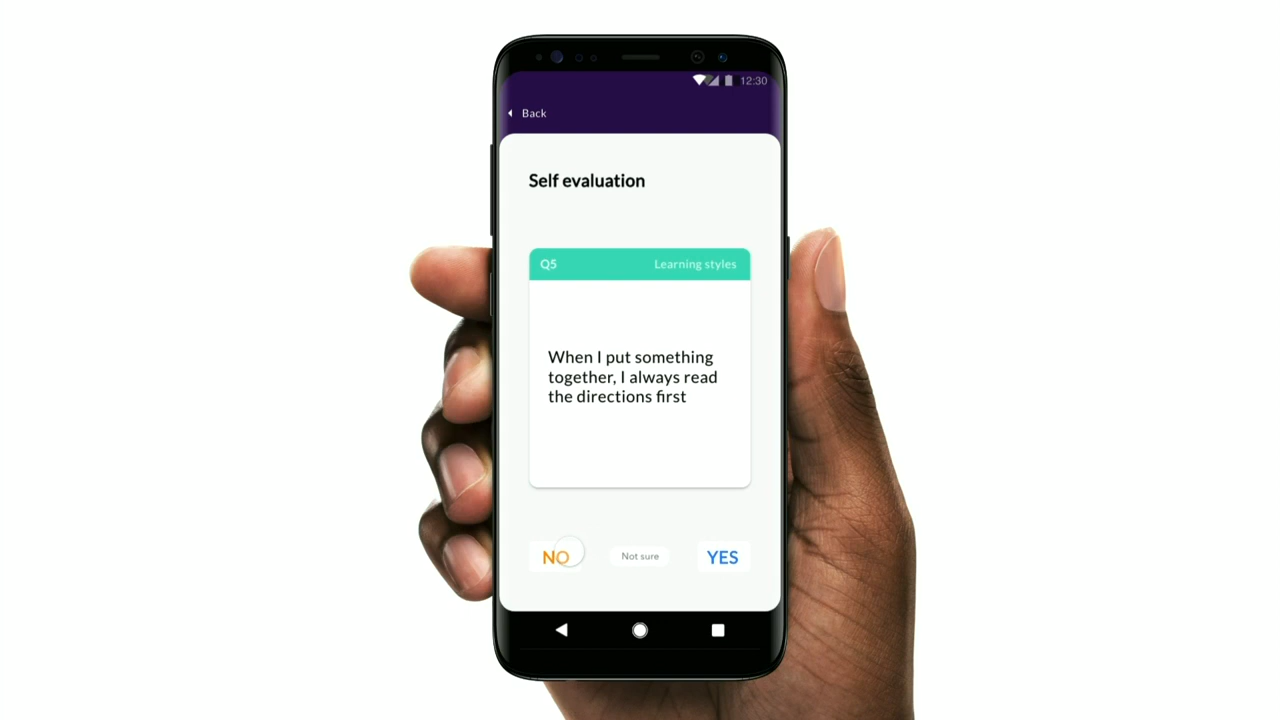 12:30
Back
Self evaluation
Q5 Learning styles
When I put something
together, I always read
the directions first
NO Not sure YES